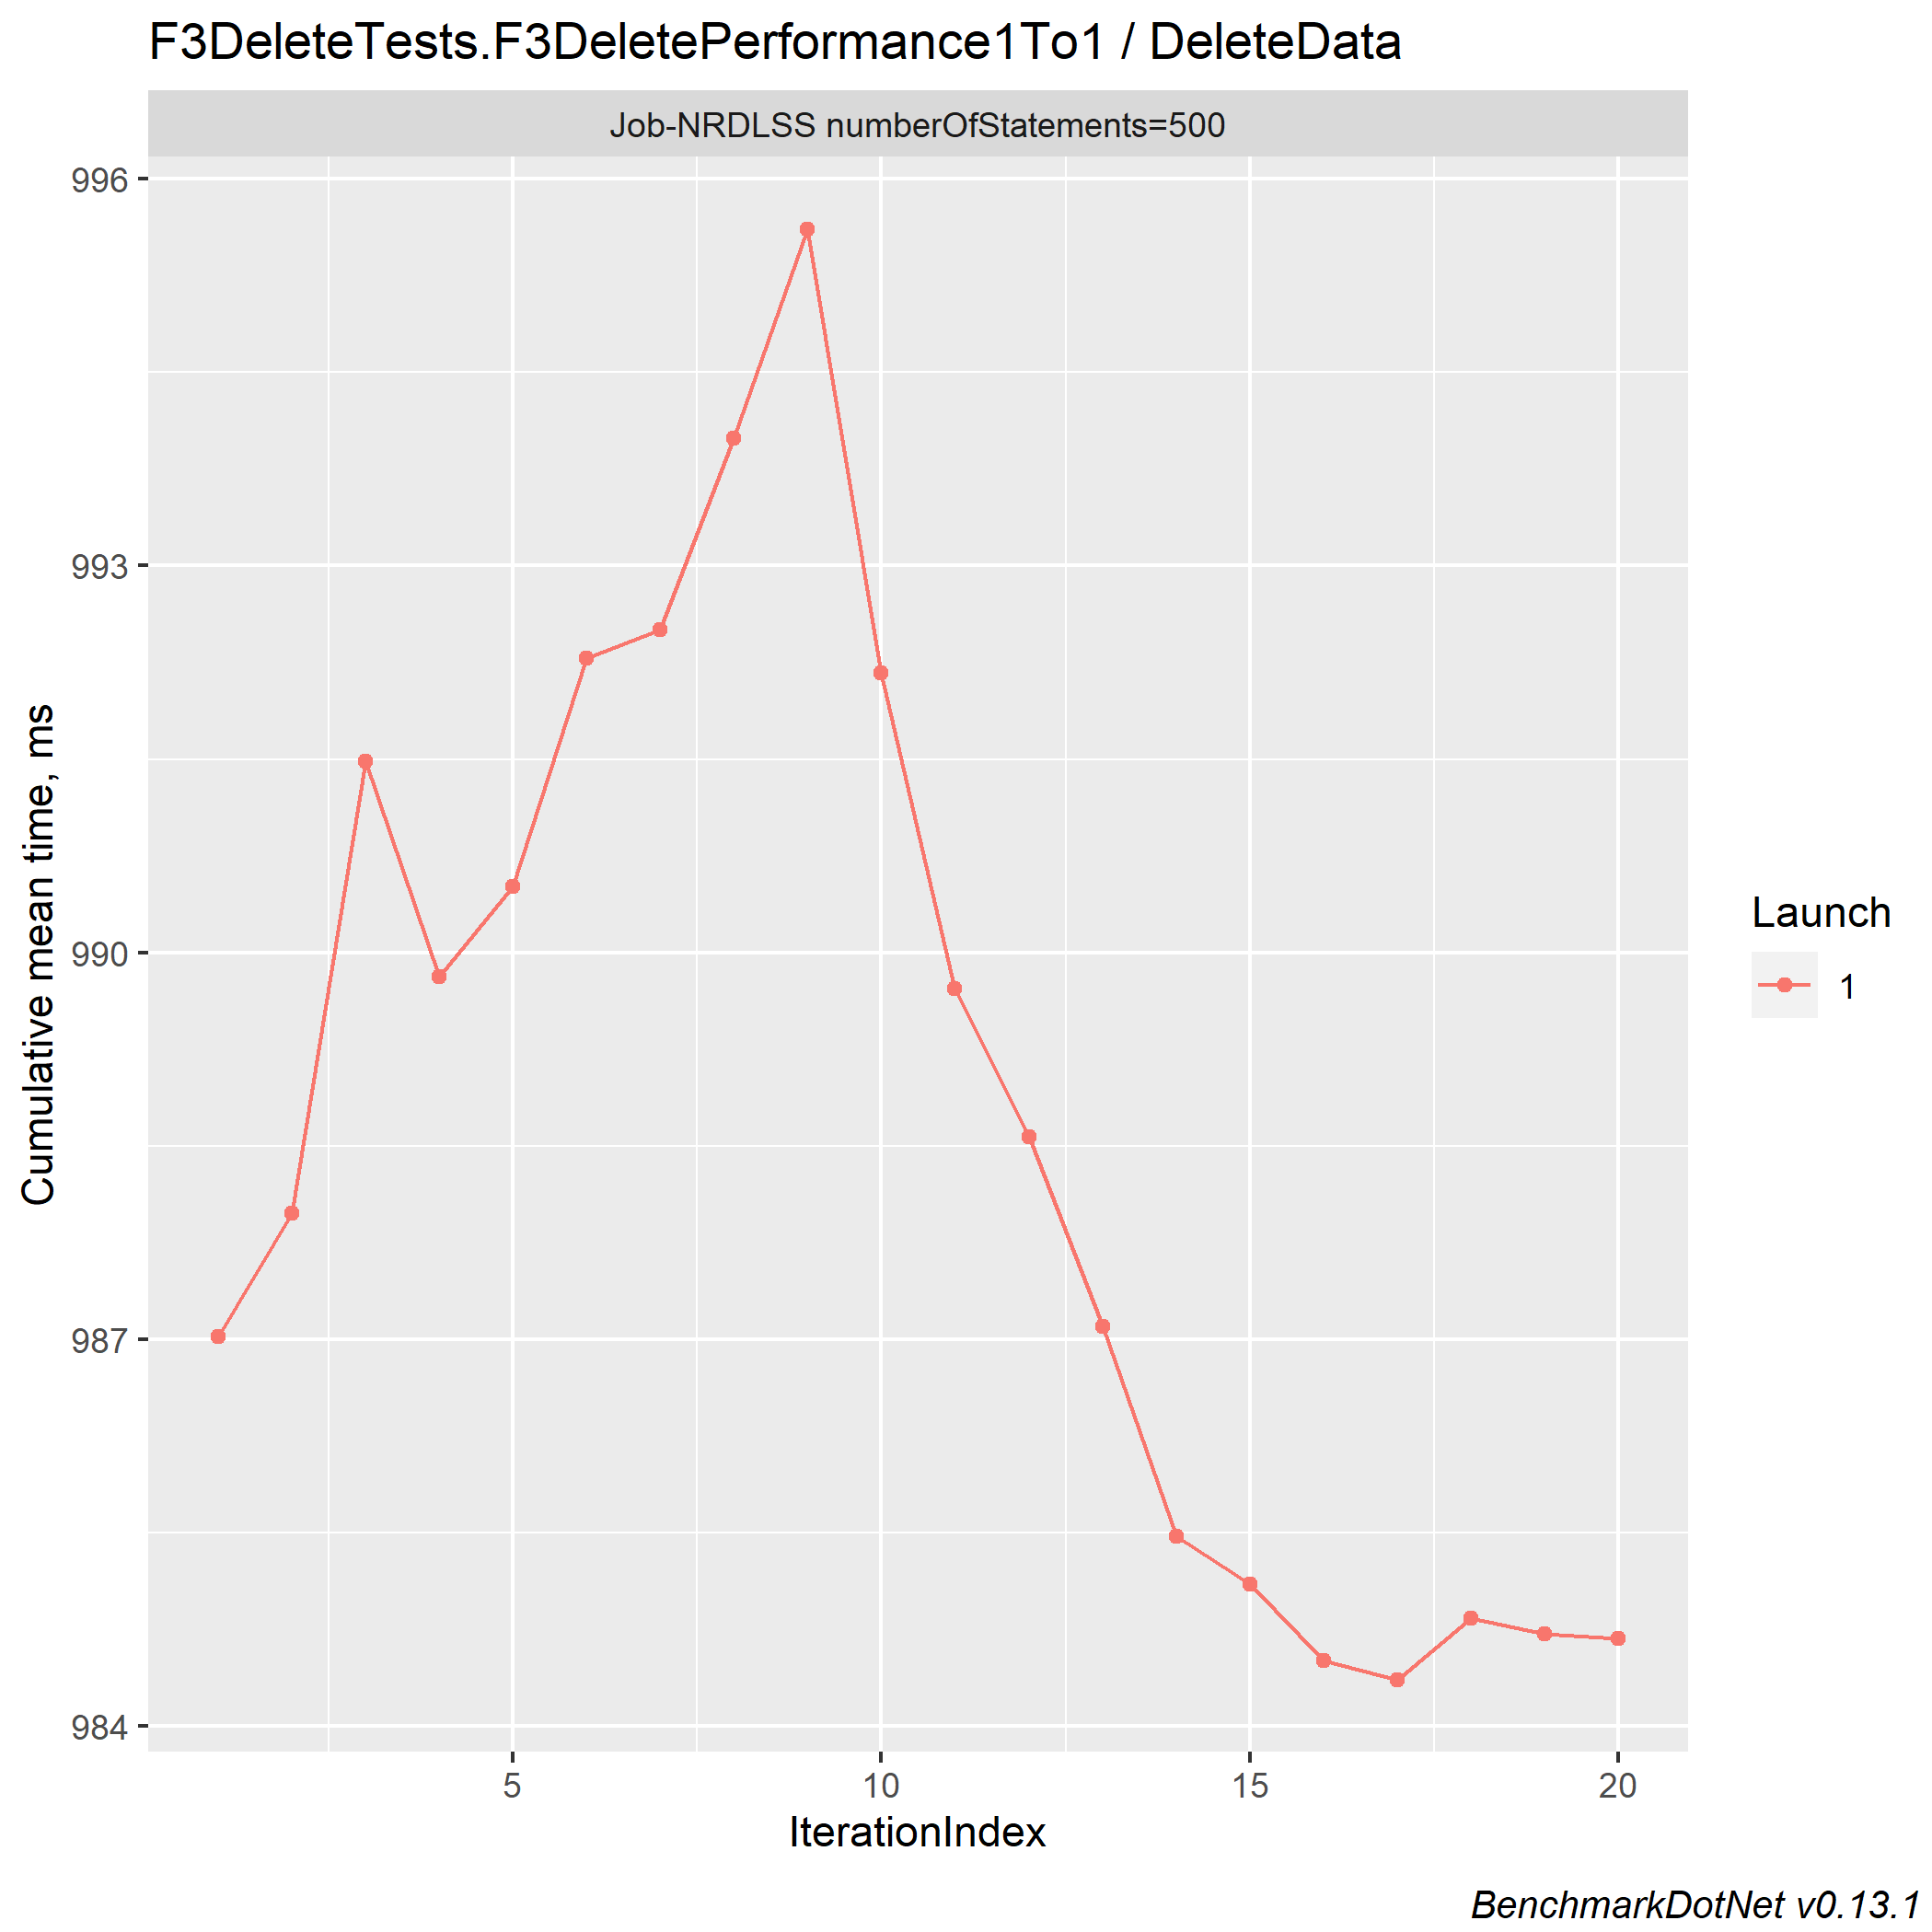 F3DeleteTests.F3DeletePerformance1To1 / DeleteData
Job-NRDLSS numberOfStatements=500
996
993
990
987
984
Cumulative mean time, ms
5 10 15 20
IterationIndex
Launch
1
BenchmarkDotNet v0.13.1